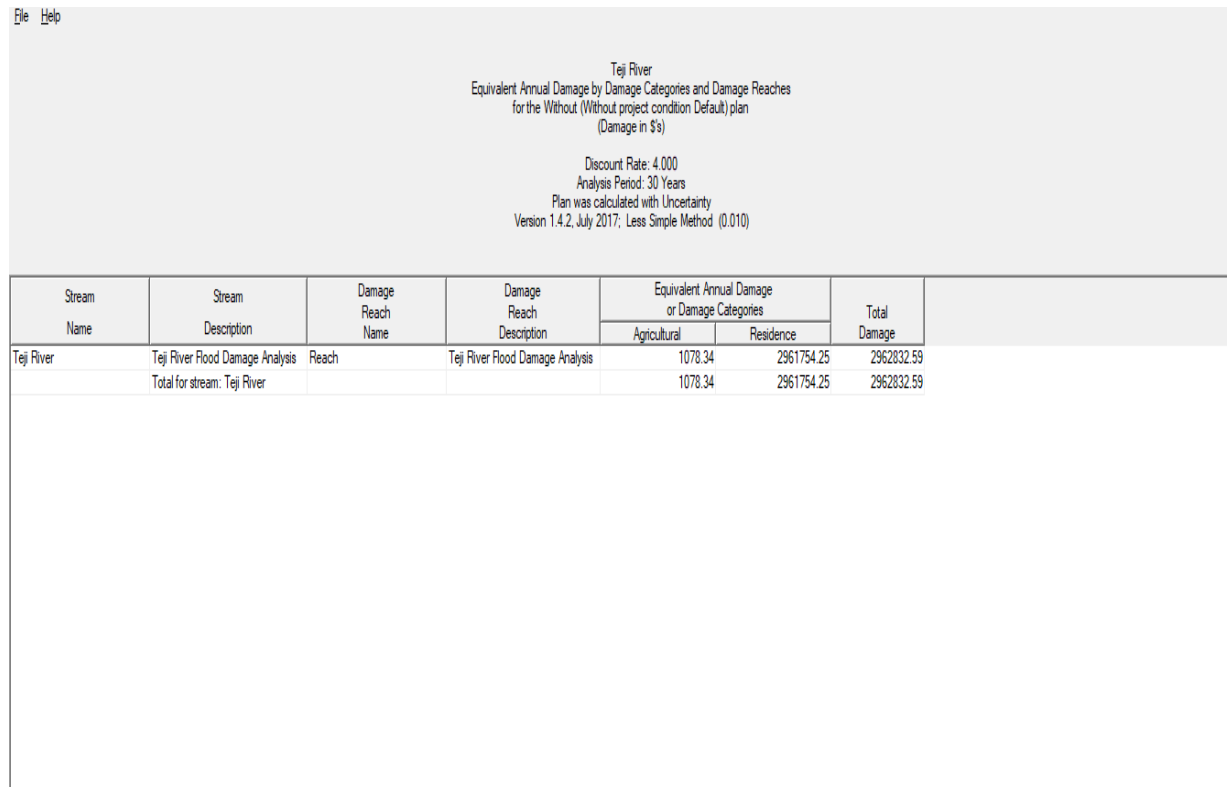 File Help
Teji River
Equivalent Annual Damage by Damage Categories and Damage Reaches
for the Without (Without project condition Default) plan
(Damage in $'s)
Discount Rate: 4.000
Analysis Period: 30 Years
Plan was calculated with Uncertainty
Version 1.4.2, July 2017; Less Simple Method (0.010)
Stream Name
Stream Description
Damage Reach Name
Damage Reach Description
Equivalent Annual Damage
or Damage Categories
Agricultural Residence
Total Damage
Teji River Teji River Flood Damage Analysis Reach Teji River Flood Damage Analysis 1078.34 2961754.25 2962832.59
Total for stream: Teji River 1078.34 2961754.25 2962832.59